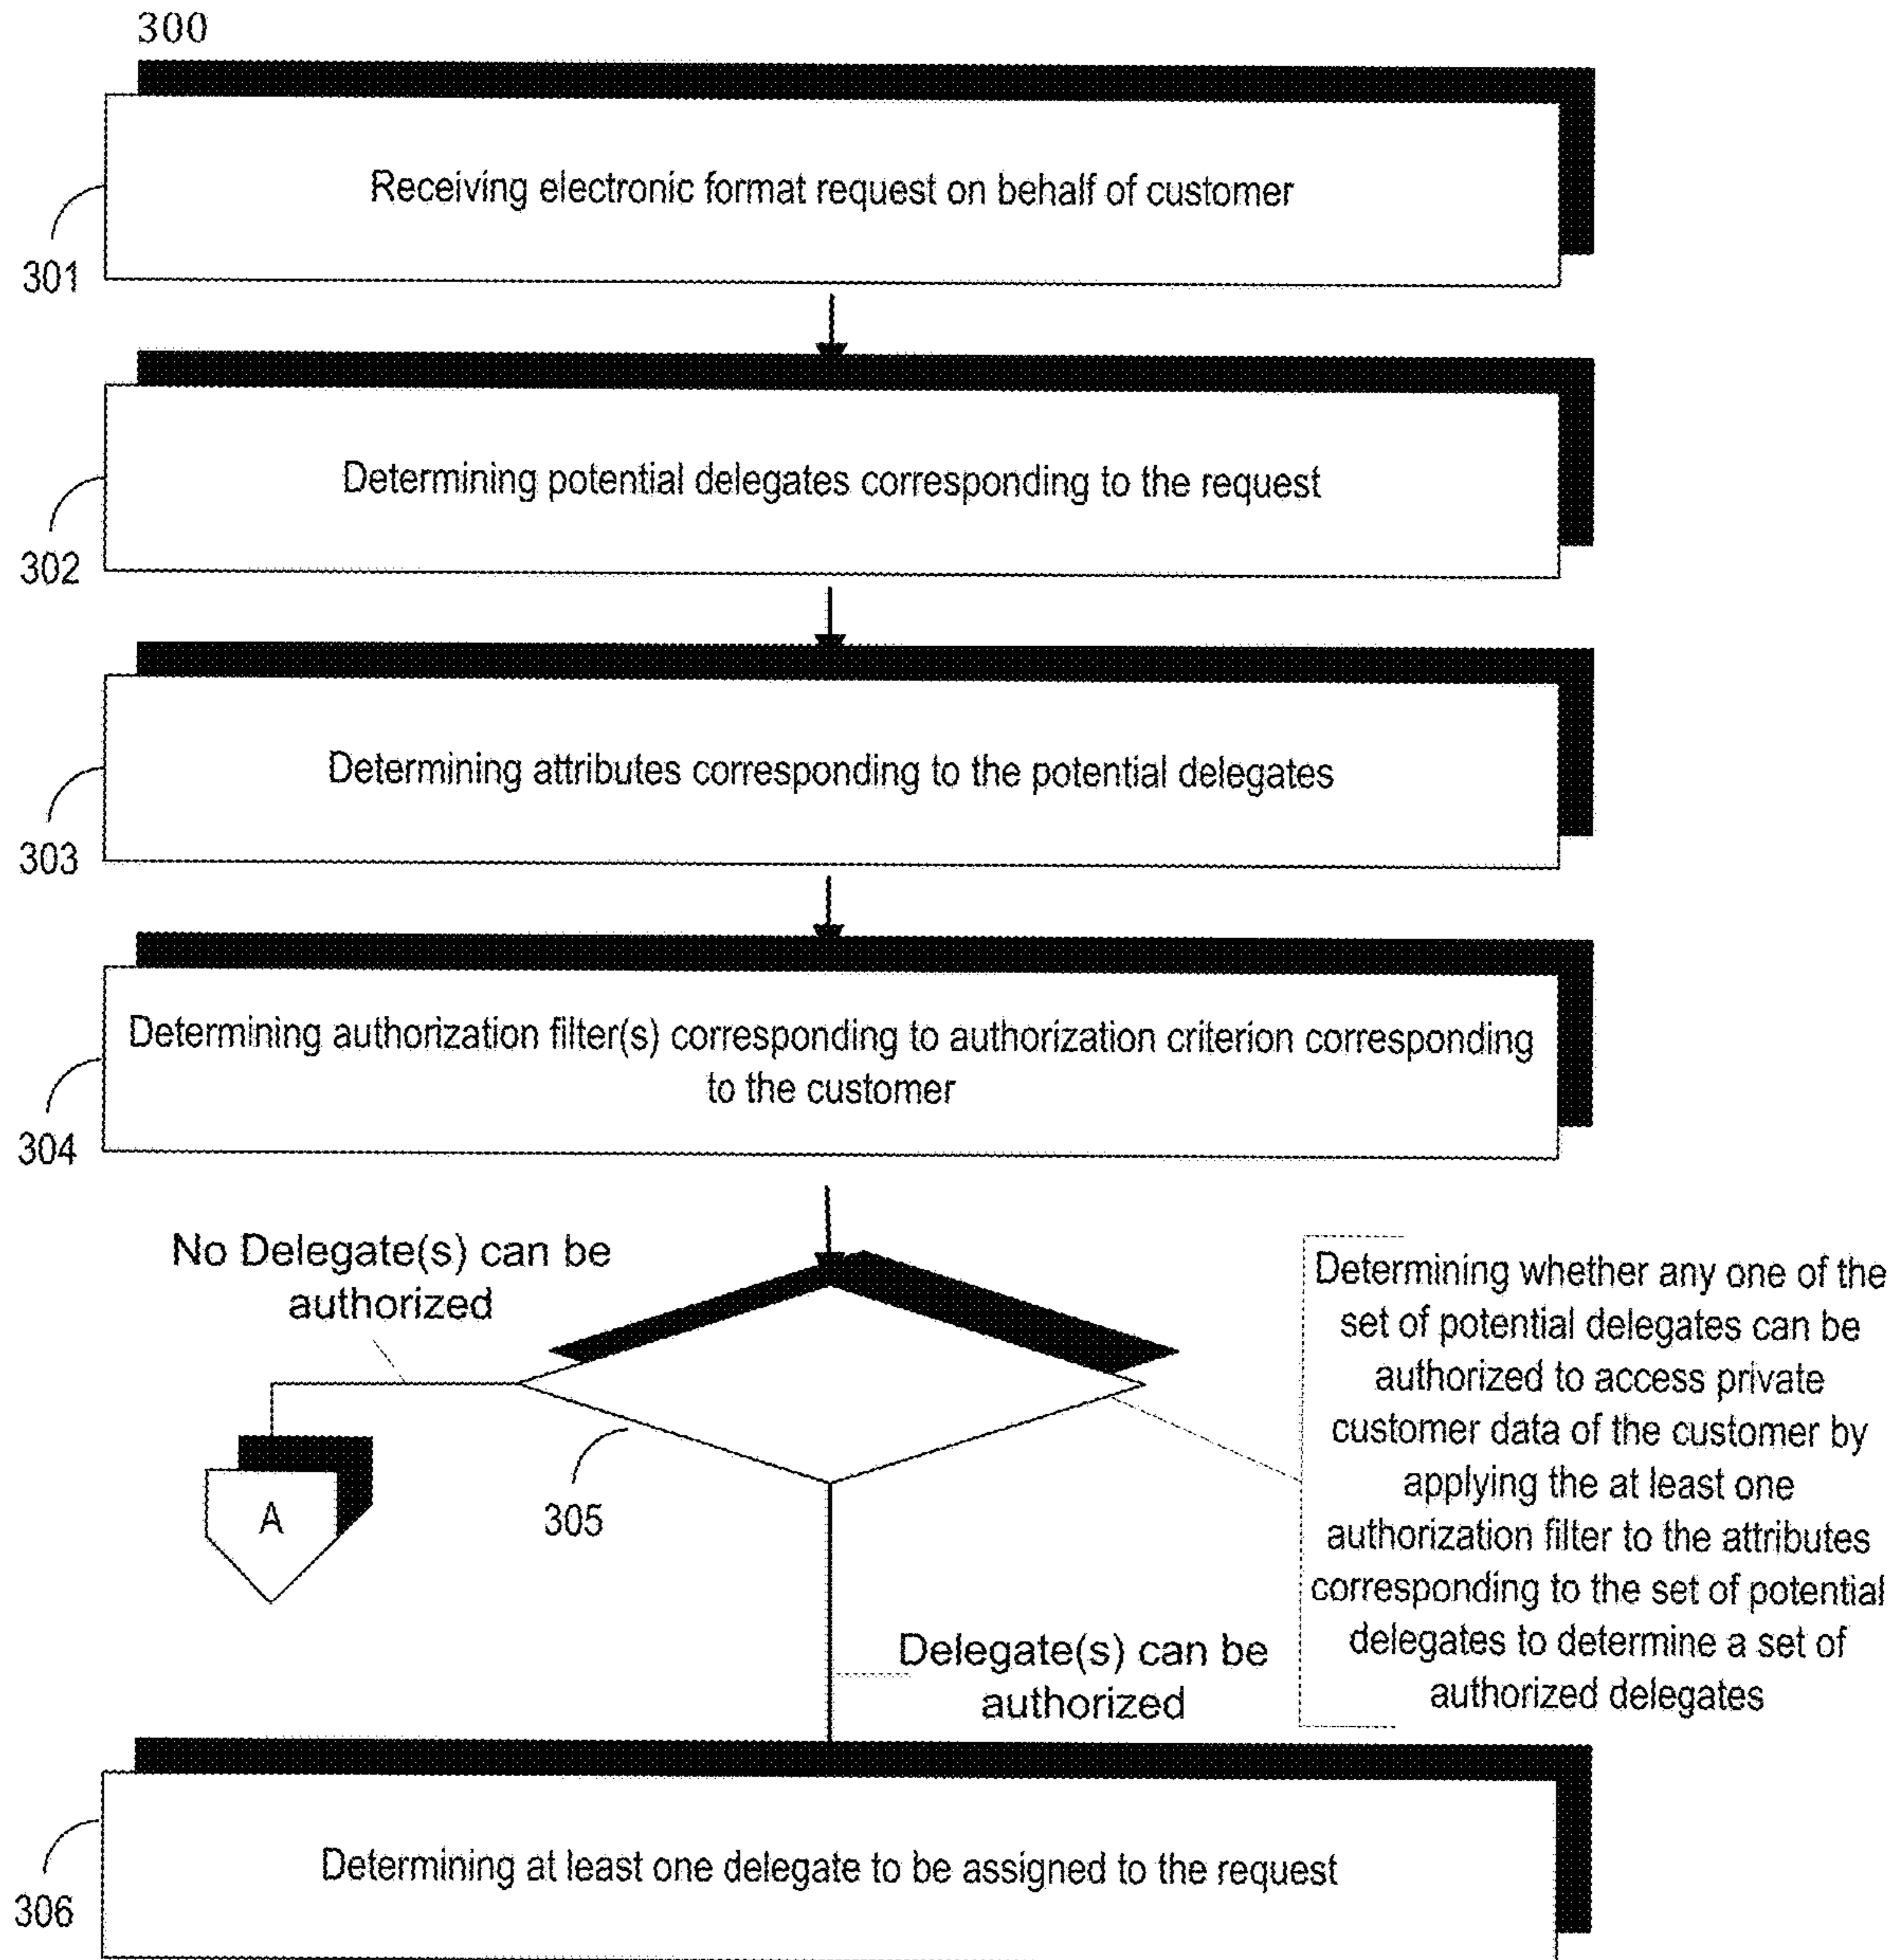 300
Receiving electronic format request on behalf of customer
301
Determining potential delegates corresponding to the request
302
Determining attributes corresponding to the potential delegates
303
Determining authorization filter(s) corresponding to authorization criterion corresponding
to the customer
304
No Delegate(s) can be
authorized
Determining whether any one of the
set of potential delegates can be
authorized to access private
customer data of the customer by
applying the at least one
authorization filter to the attributes
corresponding to the set of potential
delegates to determine a set of
authorized delegates
A
305
Delegate(s) can be
authorized
Determining at least one delegate to be assigned to the request
306